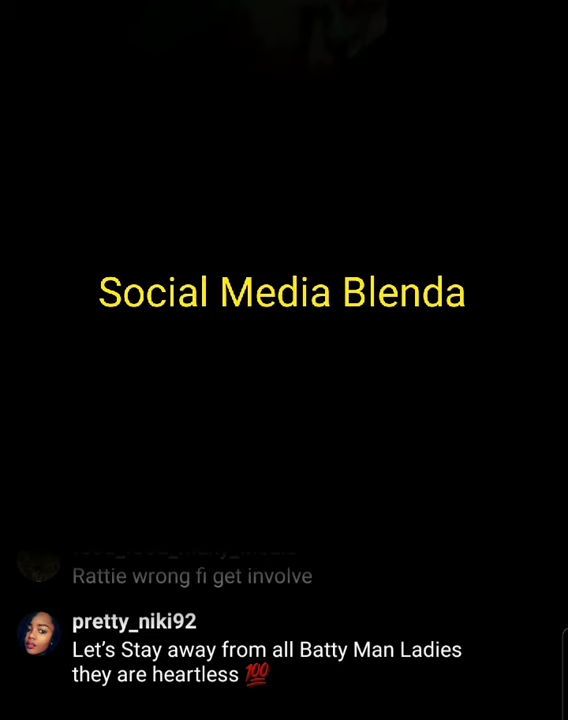 Social Media Blenda
Rattie wrong fi get involve
pretty_niki92
Let's Stay away from all Batty Man Ladies
they are heartless 💯